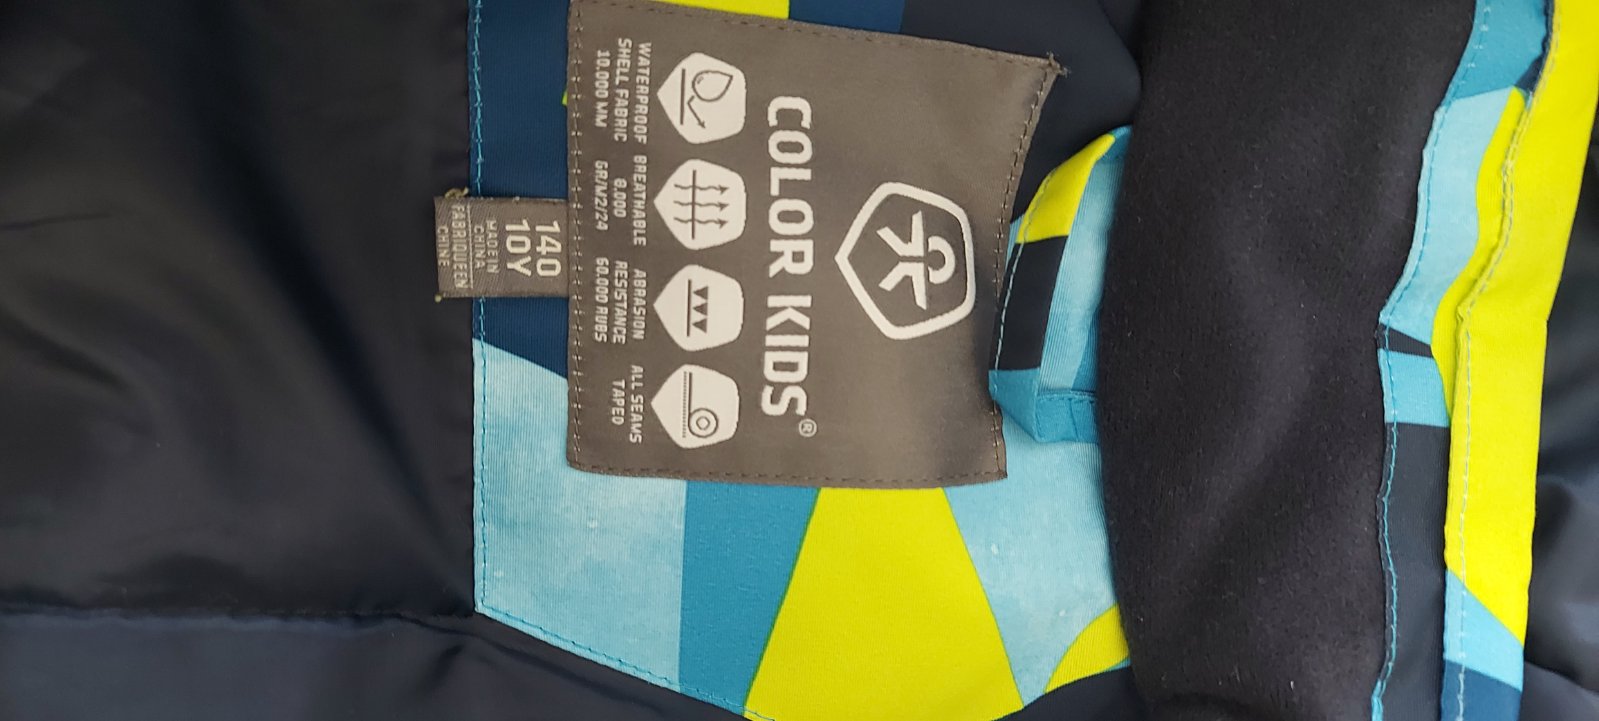 COLOR KIDS®
WATERPROOF
SHELL FABRIC
10.000 MM
BREATHABLE
8.000
GR/M2/24
ABRASION
RESISTANCE
60.000 RUBS
ALL SEAMS
TAPED
140
10Y
MADE IN
CHINA
FABRIQUE EN
CHINE